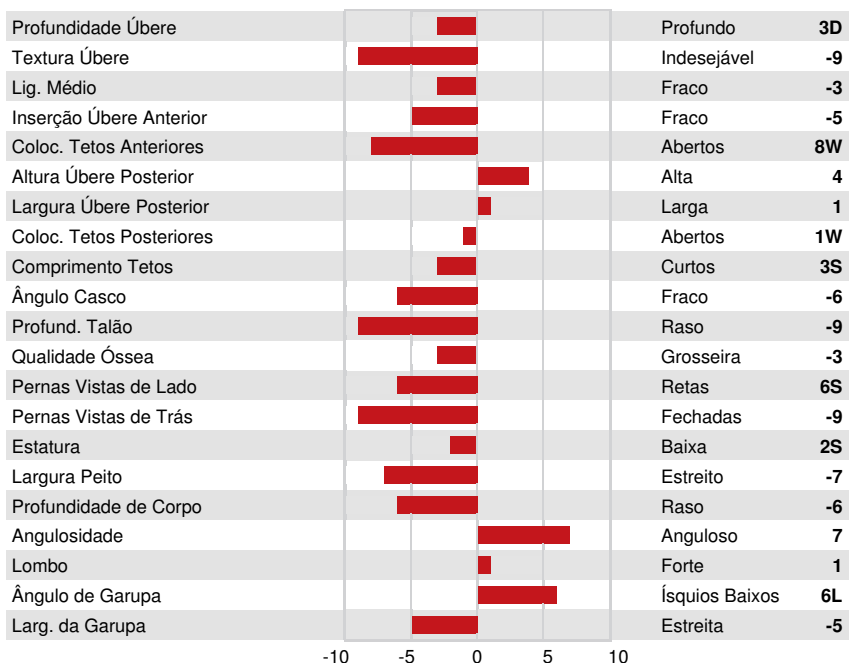 Profundidade Úbere Profundo 3D
Textura Úbere Indesejável -9
Lig. Médio Fraco -3
Inserção Úbere Anterior Fraco -5
Coloc. Tetos Anteriores Abertos 8W
Altura Úbere Posterior Alta 4
Largura Úbere Posterior Larga 1
Coloc. Tetos Posteriores Abertos 1W
Comprimento Tetos Curtos 3S
Ângulo Casco Fraco -6
Profund. Talão Raso -9
Qualidade Óssea Grosseira -3
Pernas Vistas de Lado Retas 6S
Pernas Vistas de Trás Fechadas -9
Estatura Baixa 2S
Largura Peito Estreito -7
Profundidade de Corpo Raso -6
Angulosidade Anguloso 7
Lombo Forte 1
Ângulo de Garupa Ísquios Baixos 6L
Larg. da Garupa Estreita -5
-10 -5 0 5 10